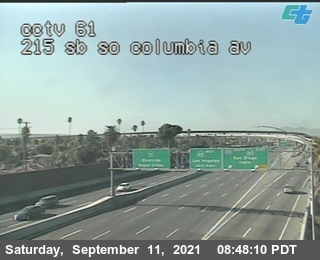 cctv 61
215 sb so columbia av
Riverside
Los Angeles
San Diego
Indio
Saturday, September 11, 2021 08:48:10 PDT